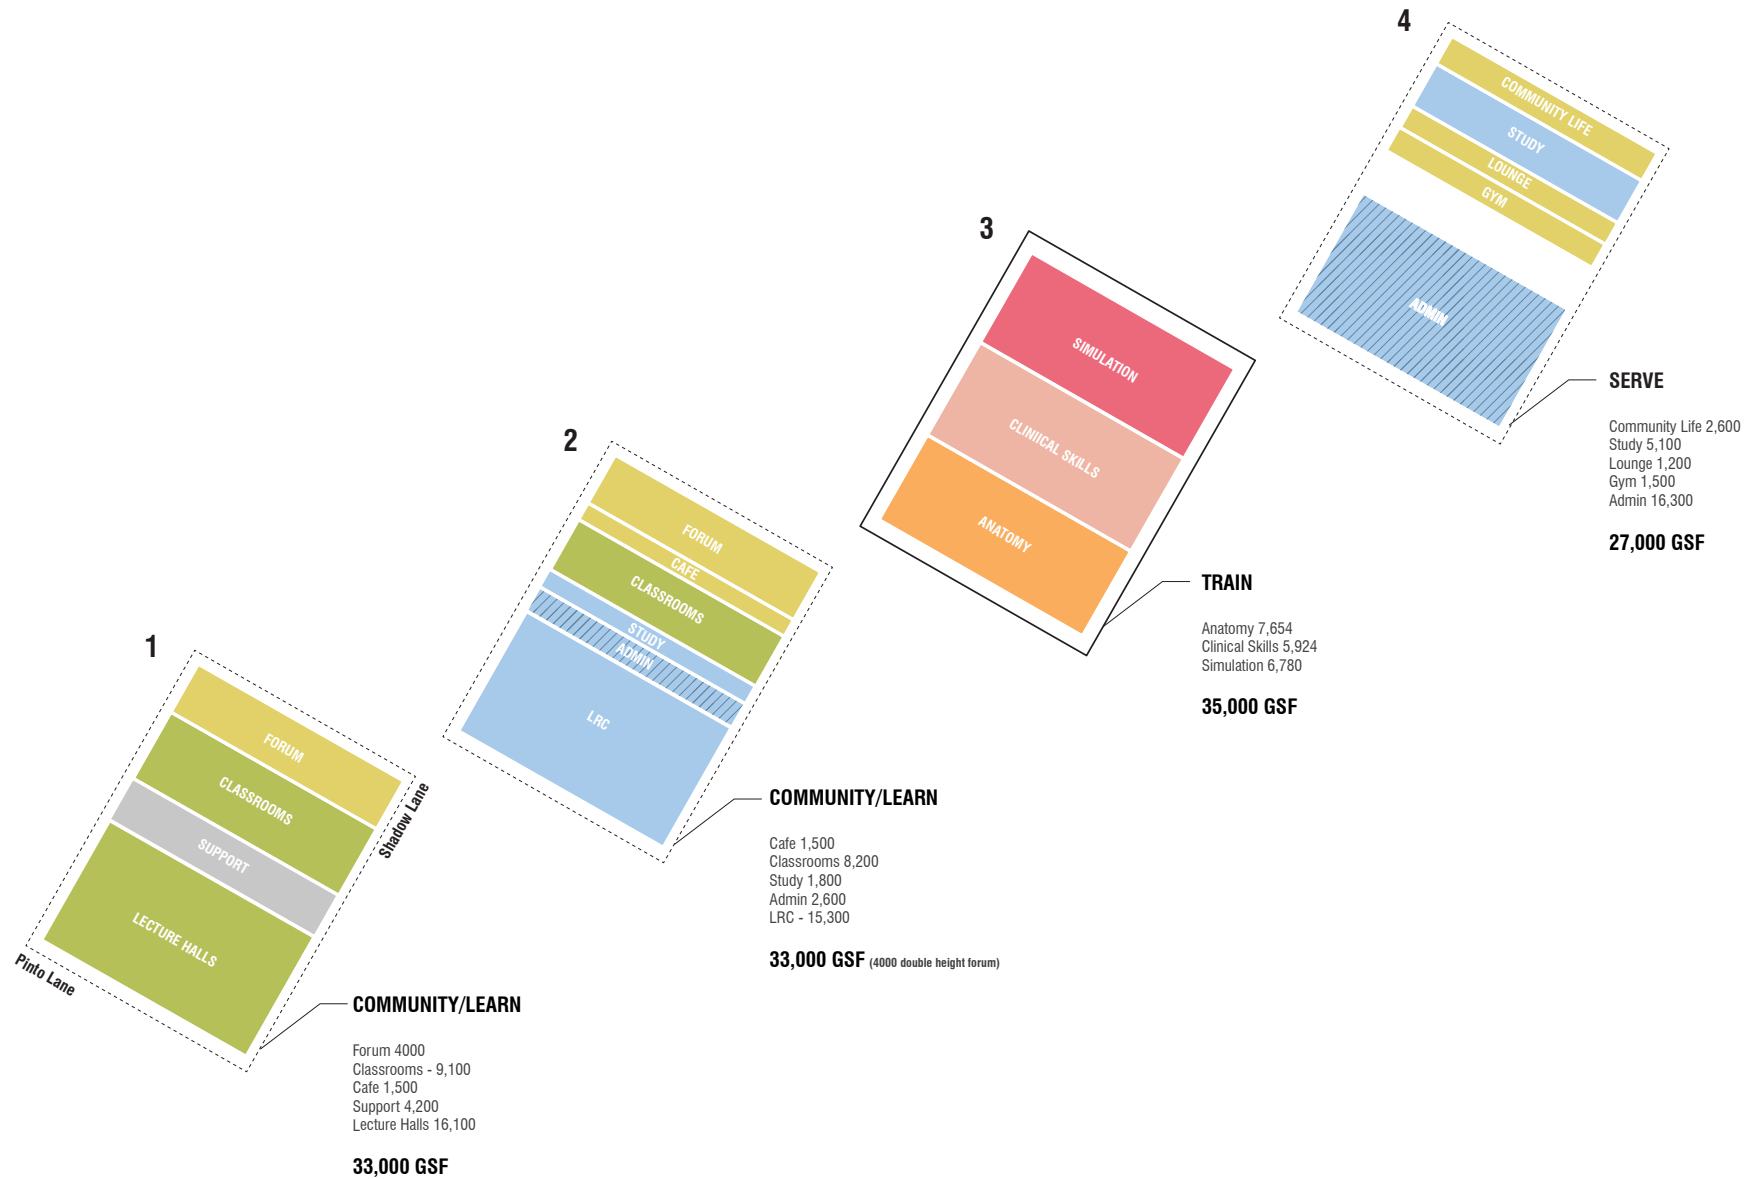 1
FORUM
CLASSROOMS
SUPPORT
LECTURE HALLS
Shadow Lane
Pinto Lane
COMMUNITY/LEARN
Forum 4000
Classrooms - 9,100
Cafe 1,500
Support 4,200
Lecture Halls 16,100
33,000 GSF
2
FORUM
CAFE
CLASSROOMS
STUDY
ADMIN
LRC
COMMUNITY/LEARN
Cafe 1,500
Classrooms 8,200
Study 1,800
Admin 2,600
LRC - 15,300
33,000 GSF (4000 double height forum)
3
SIMULATION
CLINIICAL SKILLS
ANATOMY
TRAIN
Anatomy 7,654
Clinical Skills 5,924
Simulation 6,780
35,000 GSF
4
COMMUNITY LIFE
STUDY
LOUNGE
GYM
ADMIN
SERVE
Community Life 2,600
Study 5,100
Lounge 1,200
Gym 1,500
Admin 16,300
27,000 GSF